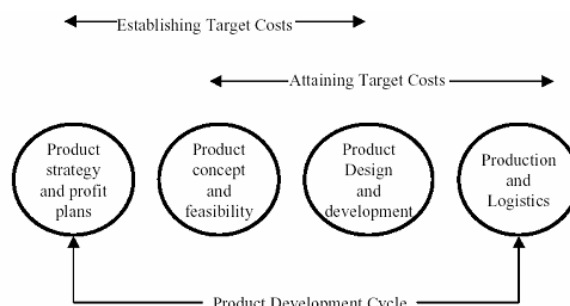 Establishing Target Costs
Attaining Target Costs
Product
strategy
and profit
plans
Product
concept
and
feasibility
Product
Design
and
development
Production
and
Logistics
Product Development Cycle